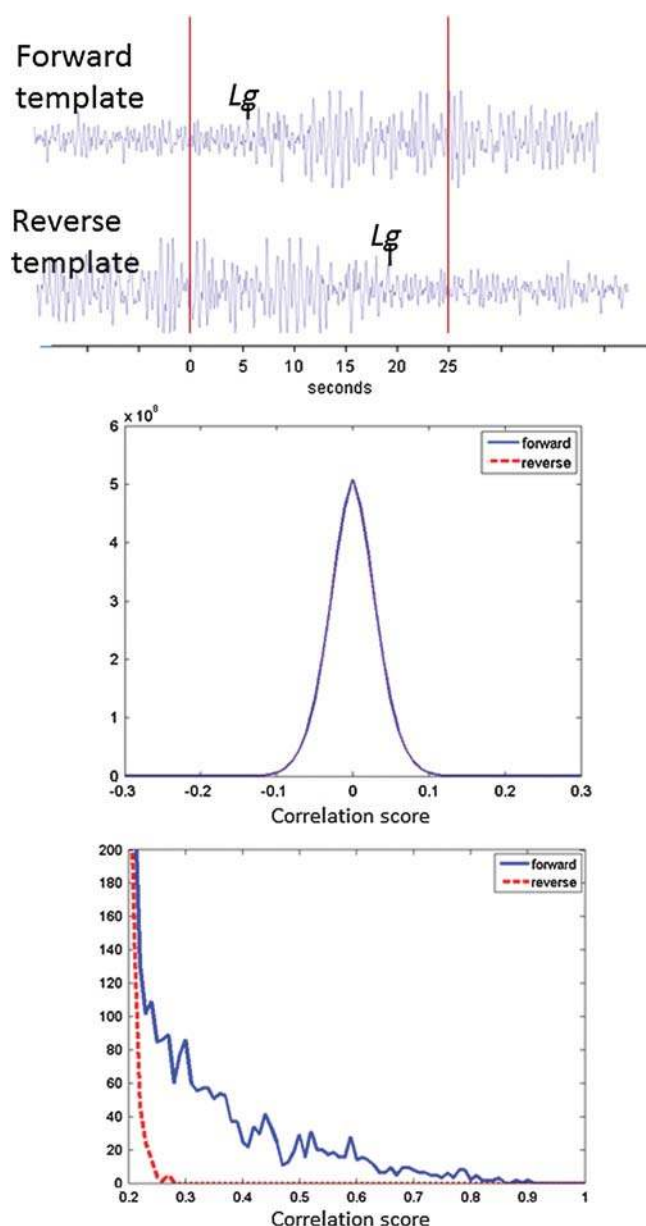 Forward
template
Lg
Reverse
template
Lg
0 5 10 15 20 25
seconds
6 × 10⁸
forward
reverse
5
4
3
2
1
0
-0.3 -0.2 -0.1 0 0.1 0.2 0.3
Correlation score
200
forward
reverse
180
160
140
120
100
80
60
40
20
0
0.2 0.3 0.4 0.5 0.6 0.7 0.8 0.9 1
Correlation score